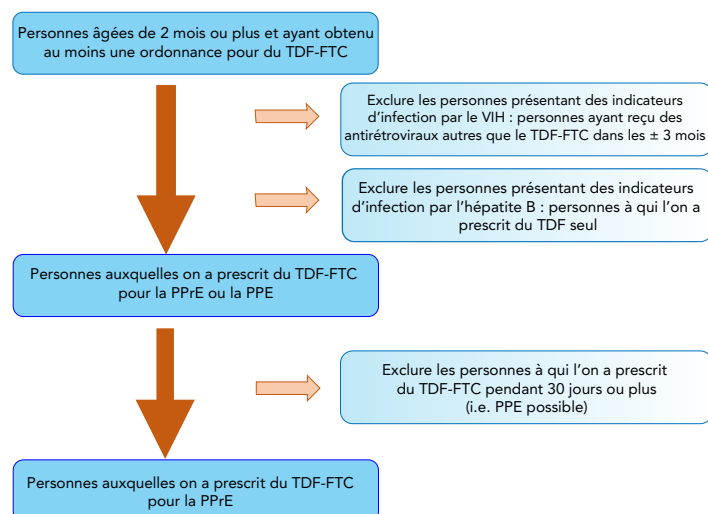 Personnes âgées de 2 mois ou plus et ayant obtenu
au moins une ordonnance pour du TDF-FTC
Exclure les personnes présentant des indicateurs
d'infection par le VIH : personnes ayant reçu des
antirétroviraux autres que le TDF-FTC dans les ± 3 mois
Exclure les personnes présentant des indicateurs
d'infection par l'hépatite B : personnes à qui l'on a
prescrit du TDF seul
Personnes auxquelles on a prescrit du TDF-FTC
pour la PPrE ou la PPE
Exclure les personnes à qui l'on a prescrit
du TDF-FTC pendant 30 jours ou plus
(i.e. PPE possible)
Personnes auxquelles on a prescrit du TDF-FTC
pour la PPrE